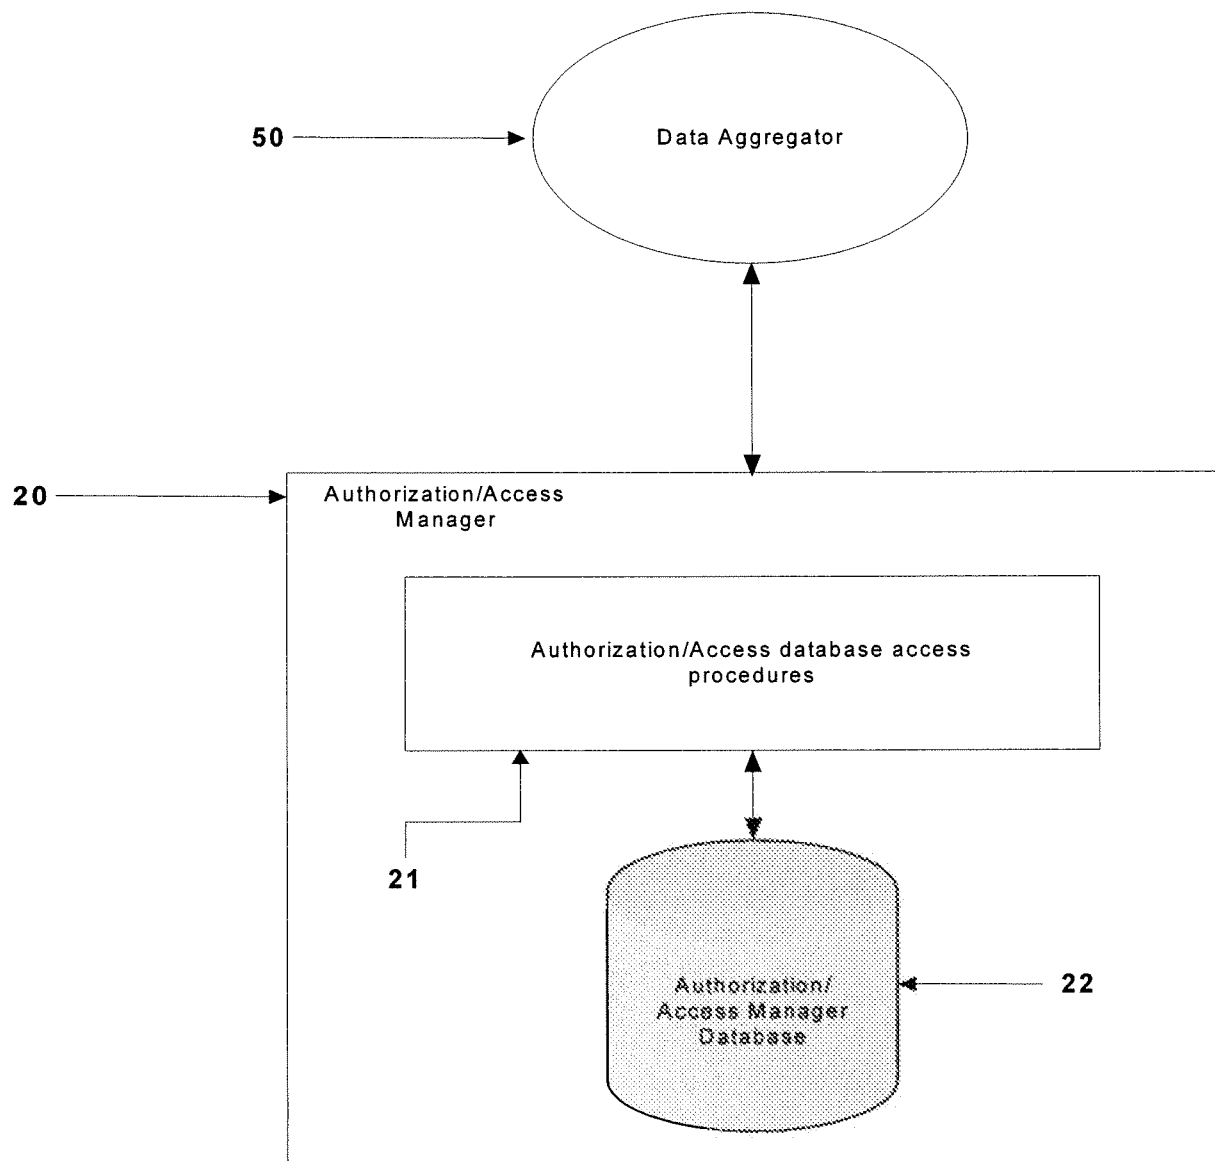 50
Data Aggregator
20
Authorization/Access
Manager
Authorization/Access database access
procedures
21
Authorization/
Access Manager
Database
22